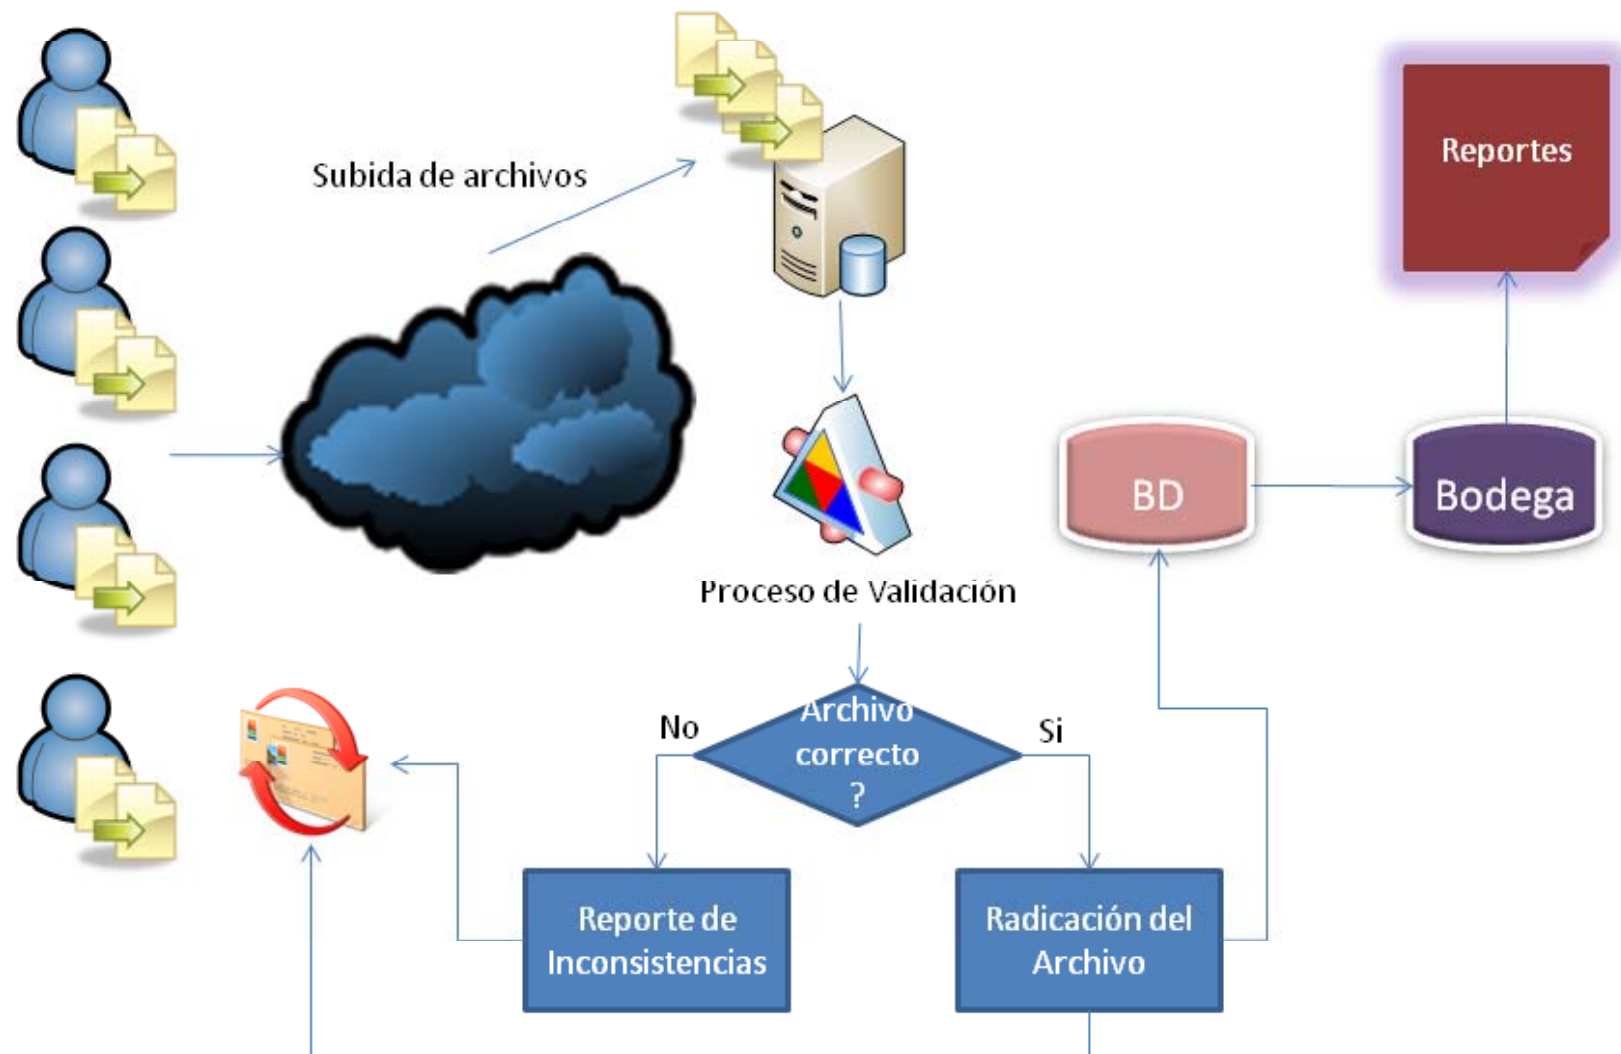 Subida de archivos
Reportes
BD
Bodega
Proceso de Validación
No
Archivo
correcto
?
Si
Reporte de
Inconsistencias
Radicación del
Archivo